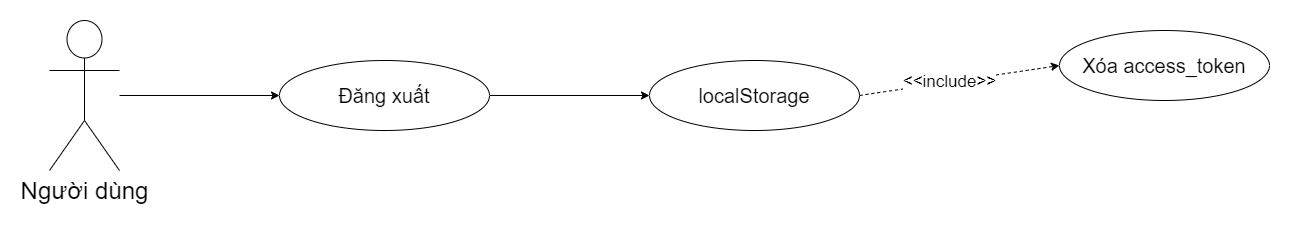 Đăng xuất
localStorage
<<include>>
Xóa access_token
Người dùng